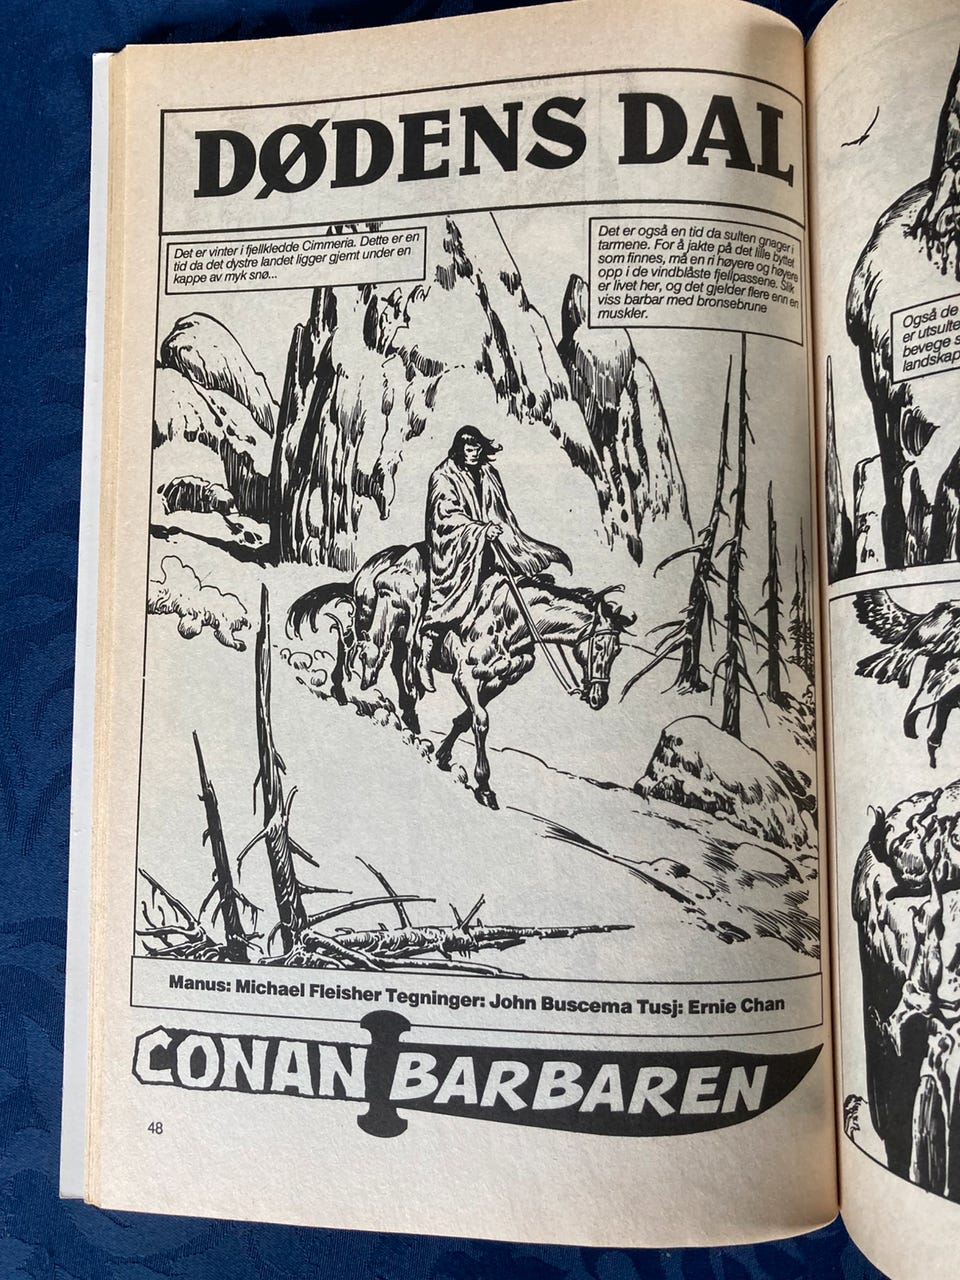 DØDENS DAL
Det er vinter i fjellkledde Cimmeria. Dette er en
tid da det dystre landet ligger gjemt under en
kappe av myk snø...
Det er også en tid da sulten gnager i
tarmene. For å jakte på det lille byttet
som finnes, må en ri høyere og høyere
opp i de vindblåste fjellpassene. Slik
er livet her, og det gjelder flere enn en
viss barbar med bronsebrune
muskler.
Også de
er utsulte
bevege s
landskap
Manus: Michael Fleisher Tegninger: John Buscema Tusj: Ernie Chan
CONAN BARBAREN
48